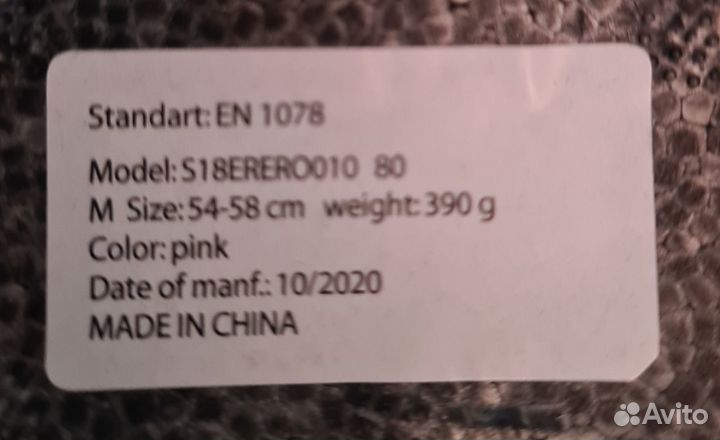 Standart: EN 1078
Model: S18ERERO010 80
M Size: 54-58 cm weight: 390 g
Color: pink
Date of manf.: 10/2020
MADE IN CHINA
Avito